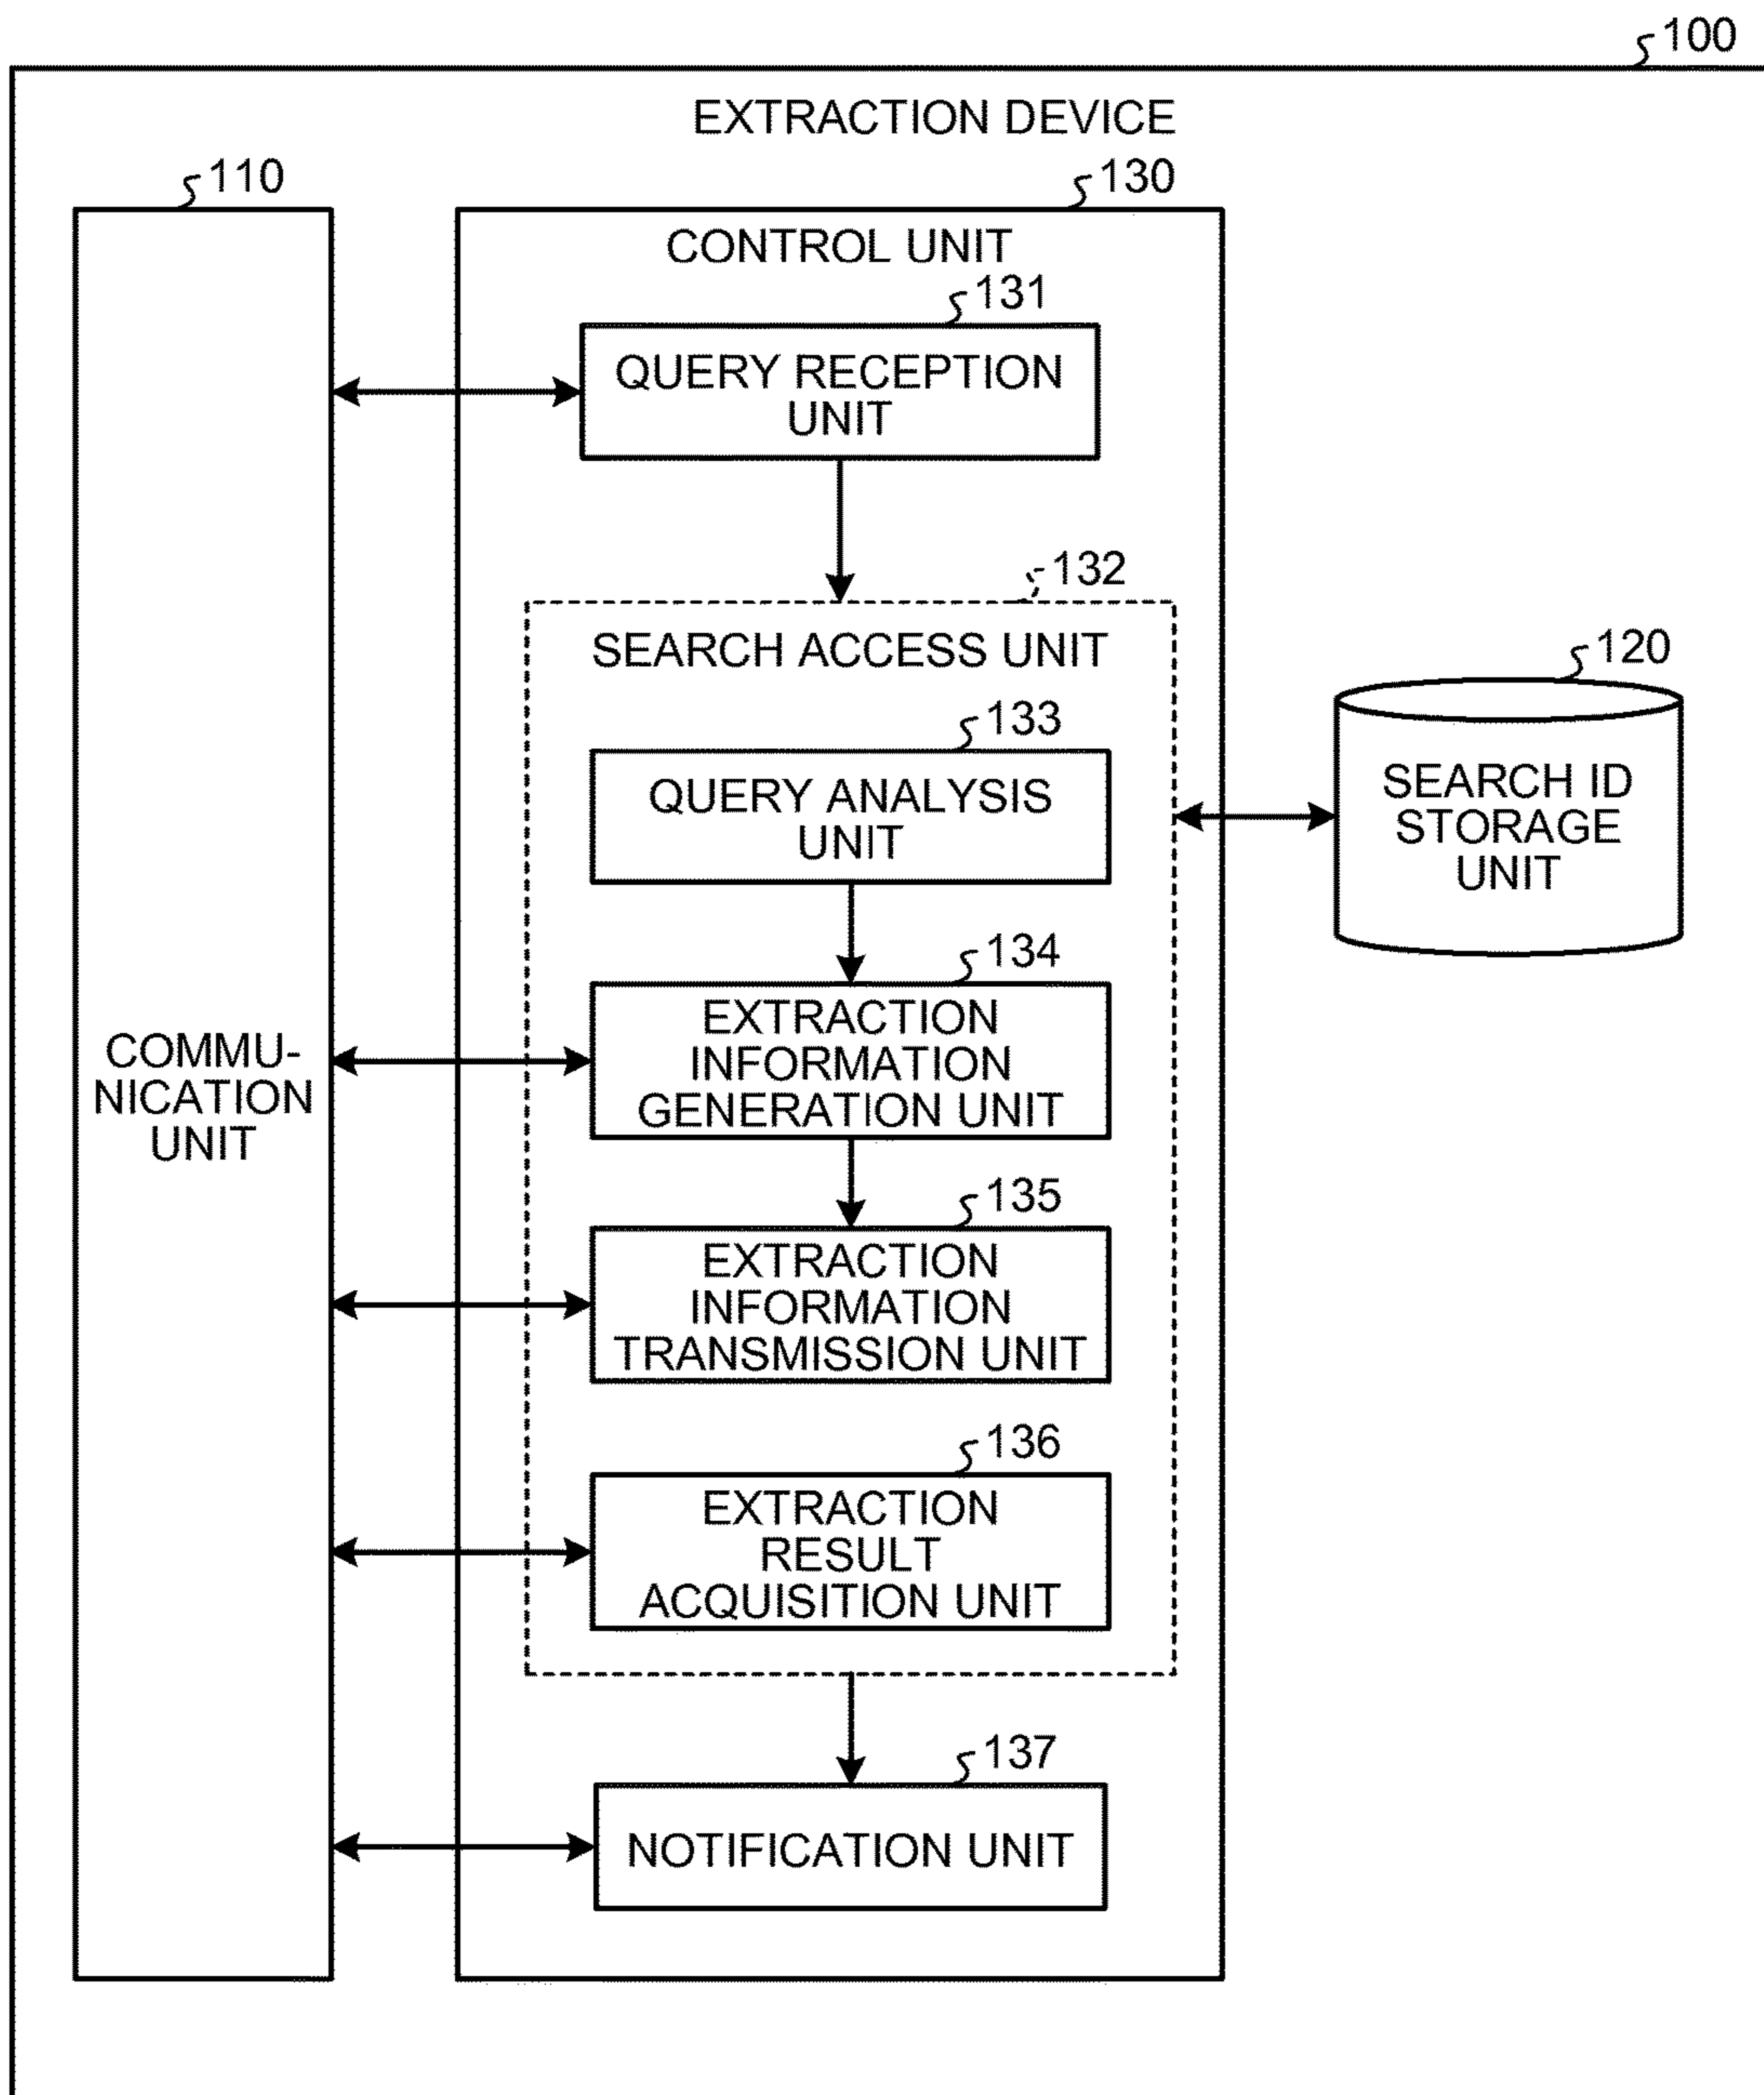 100
EXTRACTION DEVICE
110
130
CONTROL UNIT
131
QUERY RECEPTION
UNIT
132
SEARCH ACCESS UNIT
120
SEARCH ID
STORAGE
UNIT
133
QUERY ANALYSIS
UNIT
134
EXTRACTION
INFORMATION
GENERATION UNIT
COMMU-
NICATION
UNIT
135
EXTRACTION
INFORMATION
TRANSMISSION UNIT
136
EXTRACTION
RESULT
ACQUISITION UNIT
137
NOTIFICATION UNIT